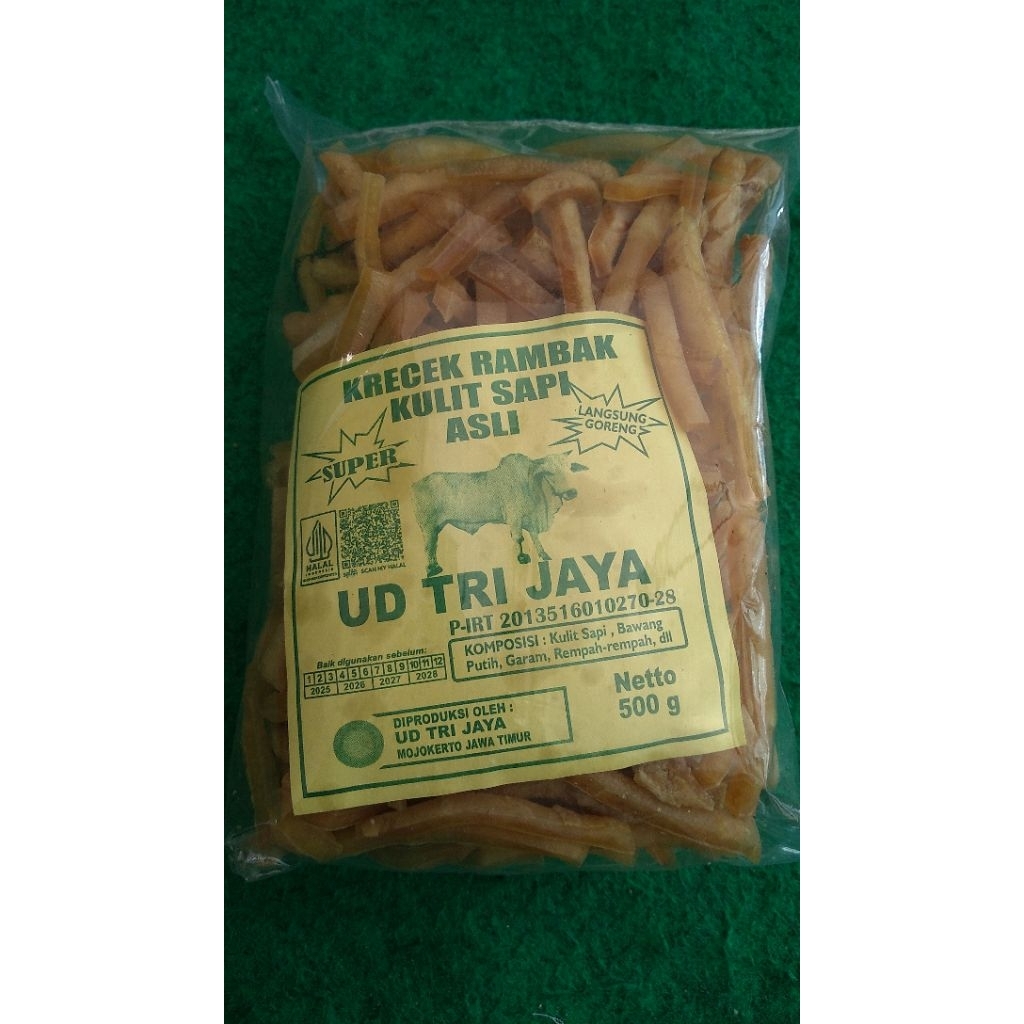 KRECEK RAMBAK
KULIT SAPI
ASLI
SUPER
LANGSUNG
GORENG
HALAL
INDONESIA
SCAN MY HALAL
UD TRI JAYA
P-IRT 2013516010270-28
KOMPOSISI : Kulit Sapi , Bawang
Putih, Garam, Rempah-rempah, dll
Baik digunakan sebelum:
1 2 3 4 5 6 7 8 9 10 11 12
2025 2026 2027 2028
Netto
500 g
DIPRODUKSI OLEH :
UD TRI JAYA
MOJOKERTO JAWA TIMUR